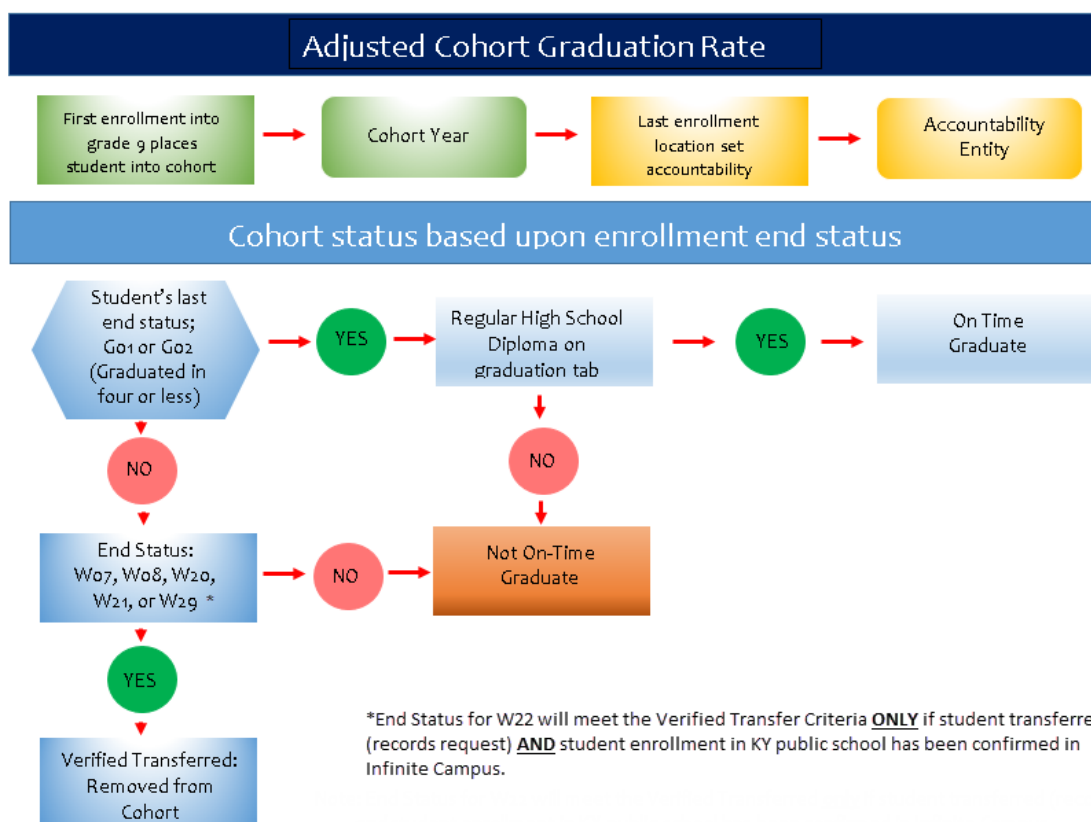 Adjusted Cohort Graduation Rate
First enrollment into
grade 9 places
student into cohort
Cohort Year
Last enrollment
location set
accountability
Accountability
Entity
Cohort status based upon enrollment end status
Student's last
end status;
G01 or G02
(Graduated in
four or less)
YES
Regular High School
Diploma on
graduation tab
YES
On Time
Graduate
NO
NO
End Status:
W07, W08, W20,
W21, or W29 *
NO
Not On-Time
Graduate
YES
*End Status for W22 will meet the Verified Transfer Criteria ONLY if student transferre
(records request) AND student enrollment in KY public school has been confirmed in
Infinite Campus.
Verified Transferred:
Removed from
Cohort